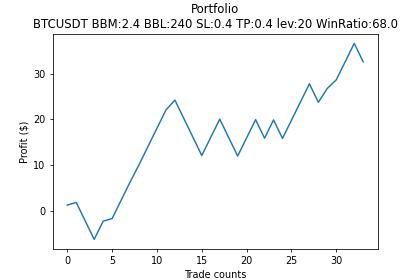 Portfolio
BTCUSDT BBM:2.4 BBL:240 SL:0.4 TP:0.4 lev:20 WinRatio:68.0
30
20
10
0
Profit ($)
0 5 10 15 20 25 30
Trade counts